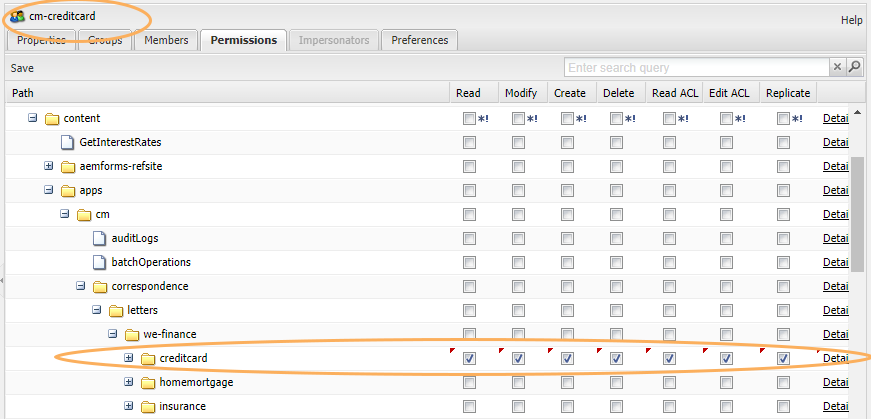 cm-creditcard
Help
Properties Groups Members Permissions Impersonators Preferences
Save Enter search query
Path Read Modify Create Delete Read ACL Edit ACL Replicate
content *! *! *! *! *! *! *! Detai
GetInterestRates Detai
aemforms-refsite Detai
apps Detai
cm Detai
auditLogs Detai
batchOperations Detai
correspondence Detai
letters Detai
we-finance Detai
creditcard Detai
homemortgage Detai
insurance Detai